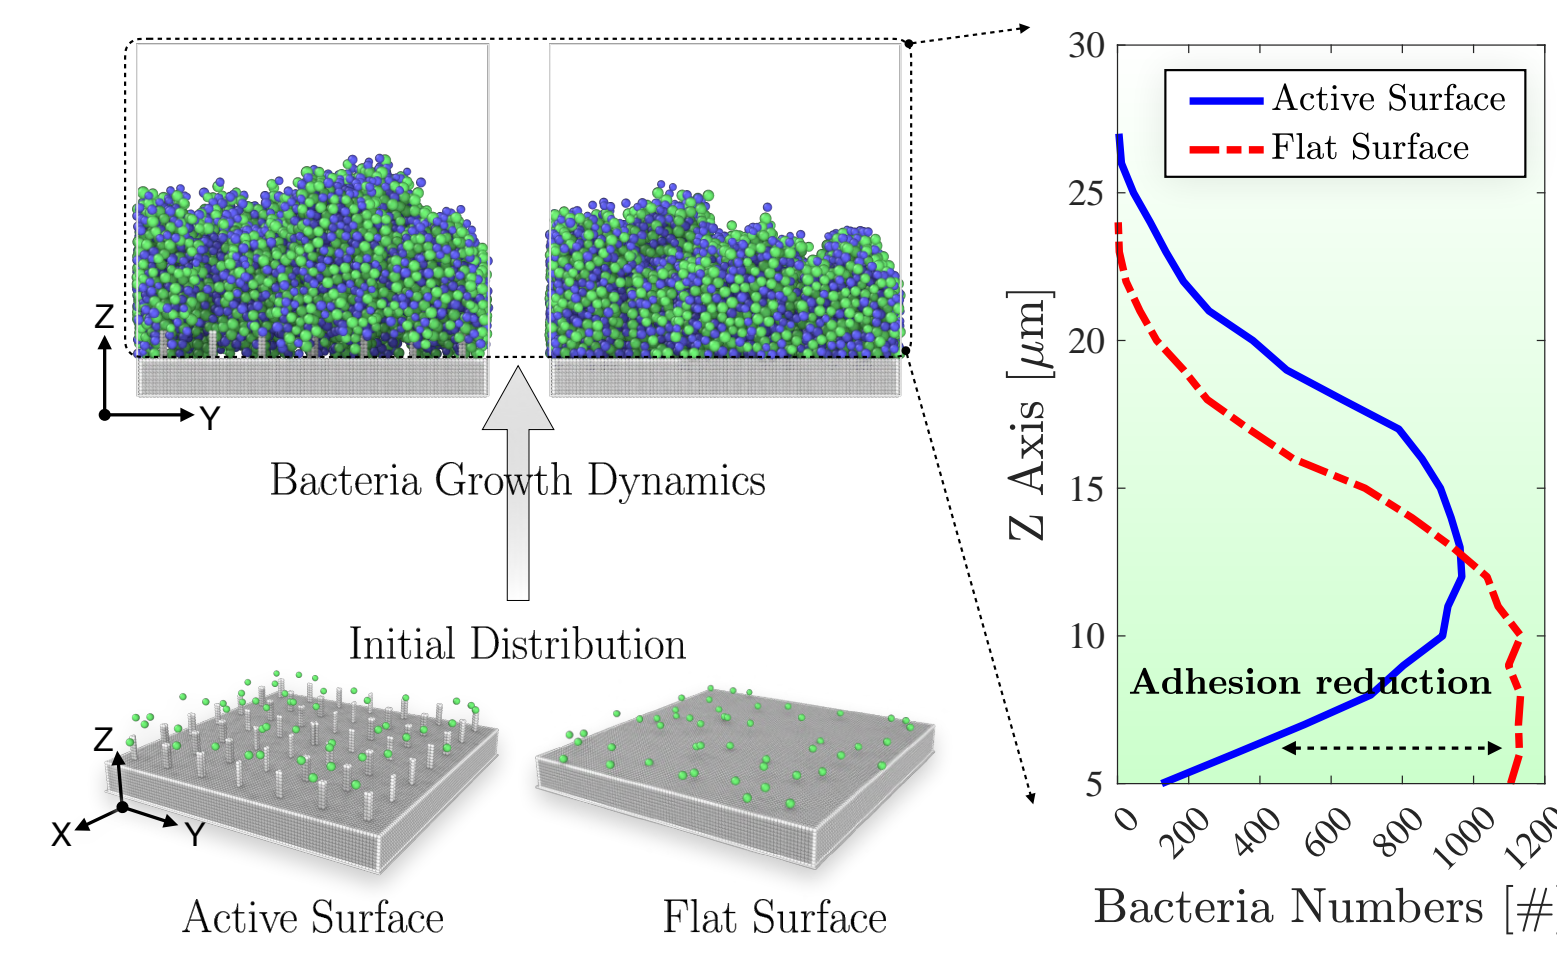 Z
Y
Bacteria Growth Dynamics
Initial Distribution
Z
X
Y
Active Surface
Flat Surface
Active Surface
Flat Surface
30
25
20
15
10
5
Z Axis [μm]
Adhesion reduction
0 200 400 600 800 1000 1200
Bacteria Numbers [#]